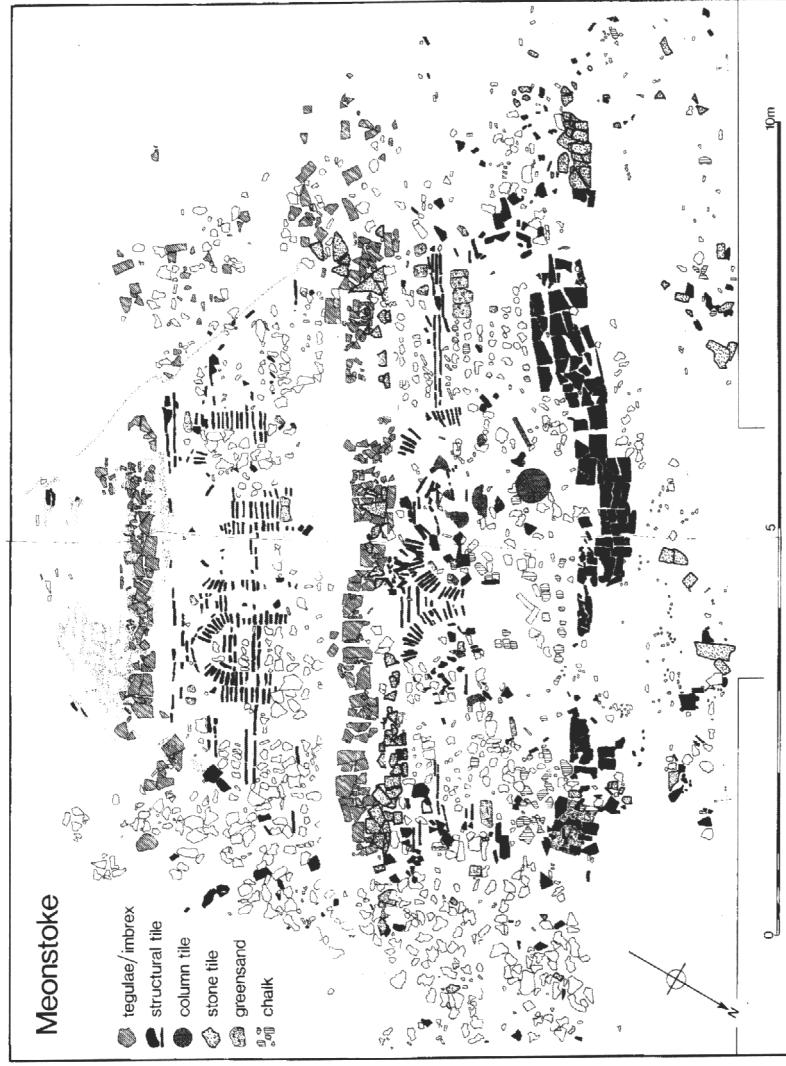 Meonstoke
tegulae/imbrex
structural tile
column tile
stone tile
greensand
chalk
N
0
5
10m